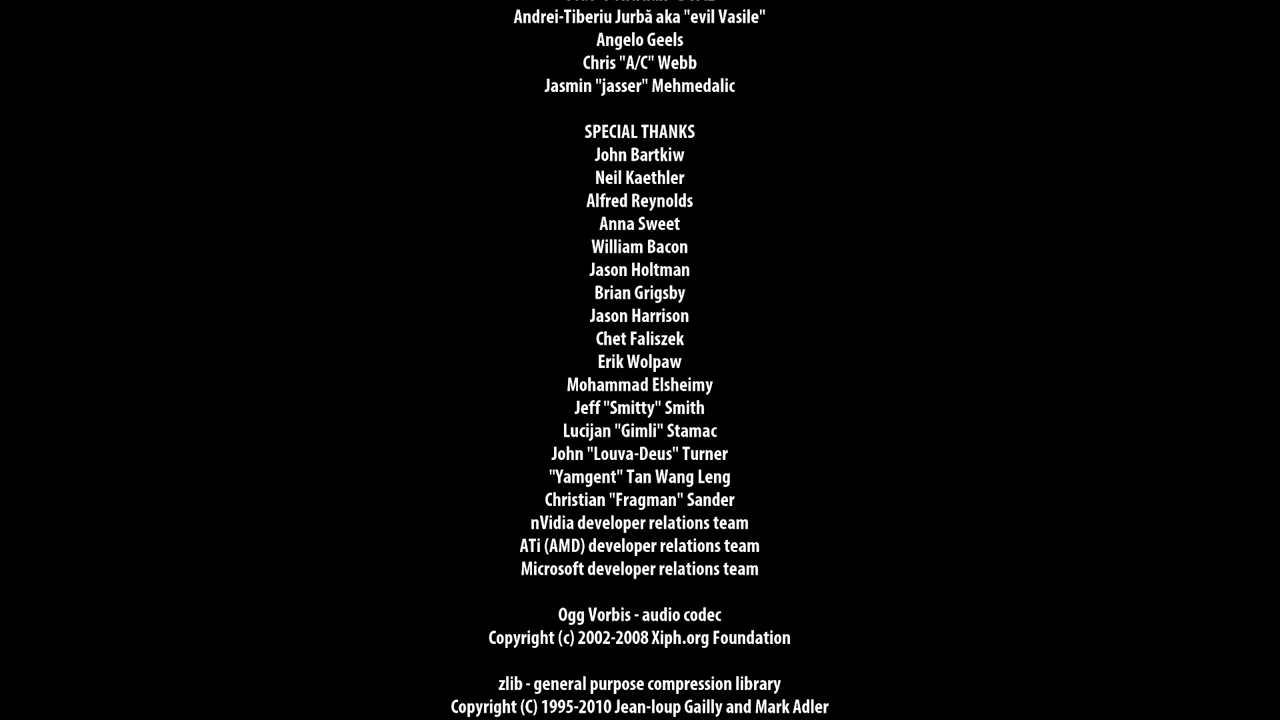 Andrei-Tiberiu Jurbă aka "evil Vasile"
Angelo Geels
Chris "A/C" Webb
Jasmin "jasser" Mehmedalic
SPECIAL THANKS
John Bartkiw
Neil Kaethler
Alfred Reynolds
Anna Sweet
William Bacon
Jason Holtman
Brian Grigsby
Jason Harrison
Chet Faliszek
Erik Wolpaw
Mohammad Elsheimy
Jeff "Smitty" Smith
Lucijan "Gimli" Stamac
John "Louva-Deus" Turner
"Yamgent" Tan Wang Leng
Christian "Fragman" Sander
nVidia developer relations team
ATi (AMD) developer relations team
Microsoft developer relations team
Ogg Vorbis - audio codec
Copyright (c) 2002-2008 Xiph.org Foundation
zlib - general purpose compression library
Copyright (C) 1995-2010 Jean-loup Gailly and Mark Adler